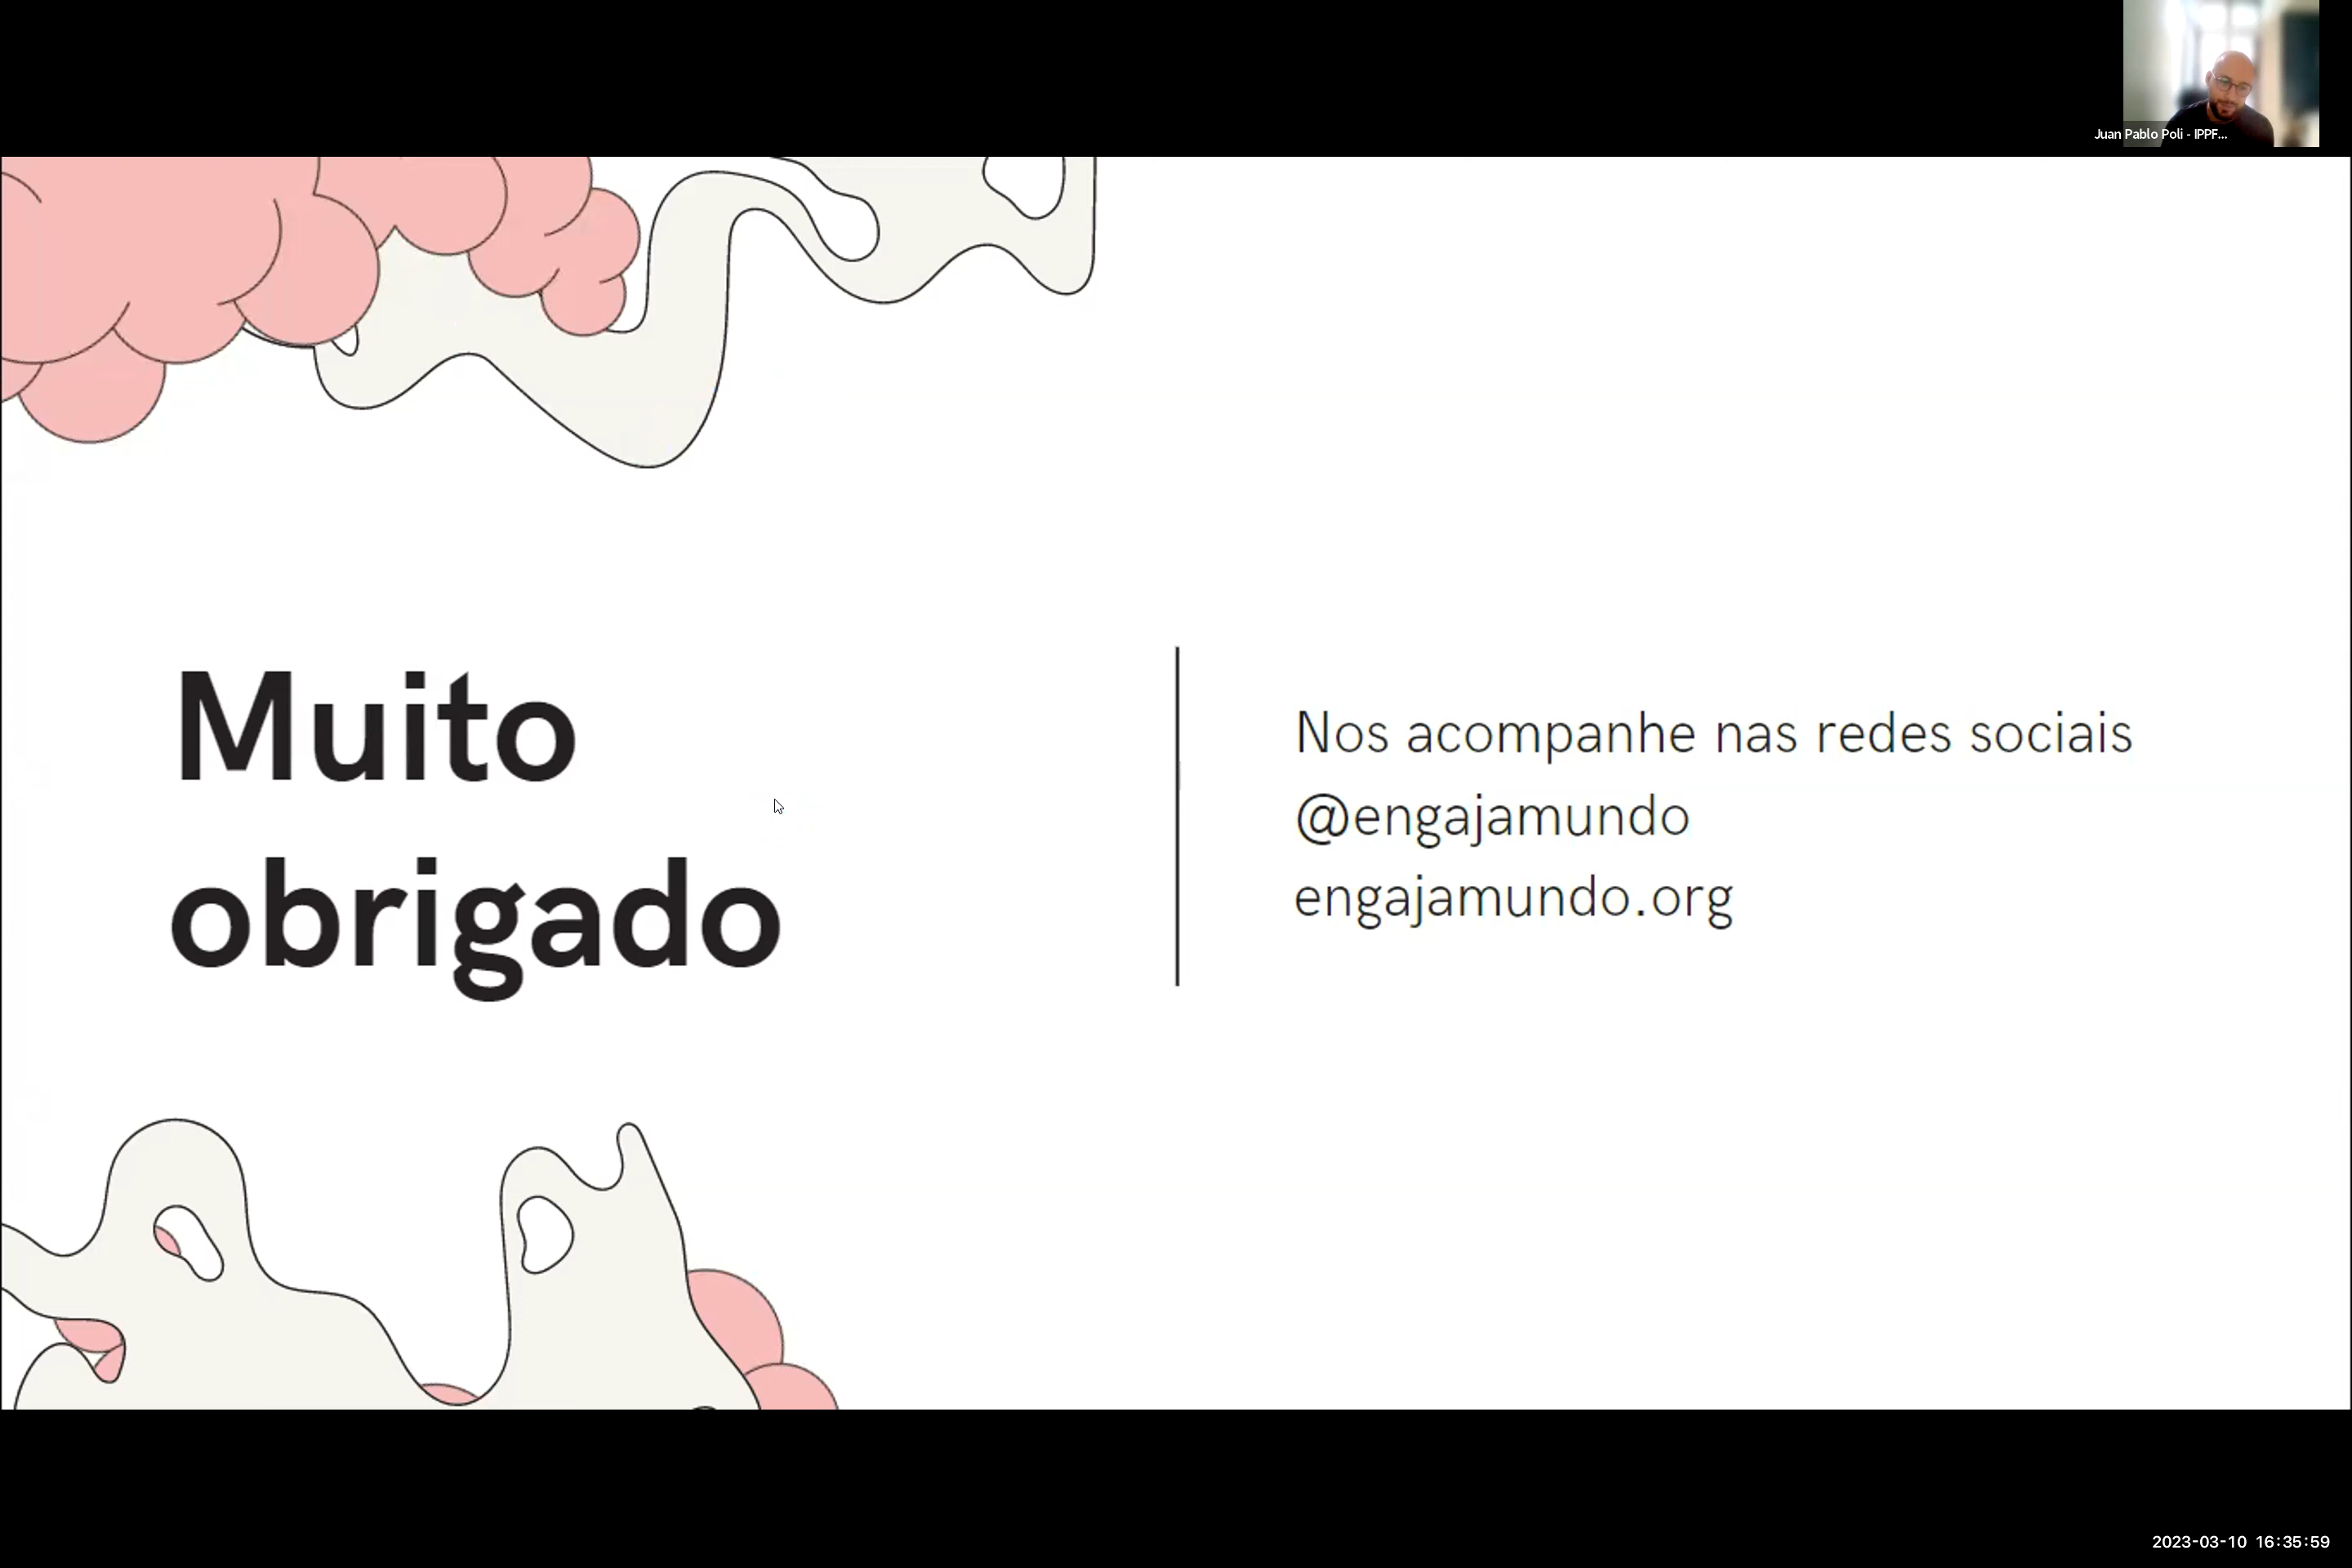 Juan Pablo Poli - IPPF...
Muito
obrigado
Nos acompanhe nas redes sociais
@engajamundo
engajamundo.org
2023-03-10 16:35:59